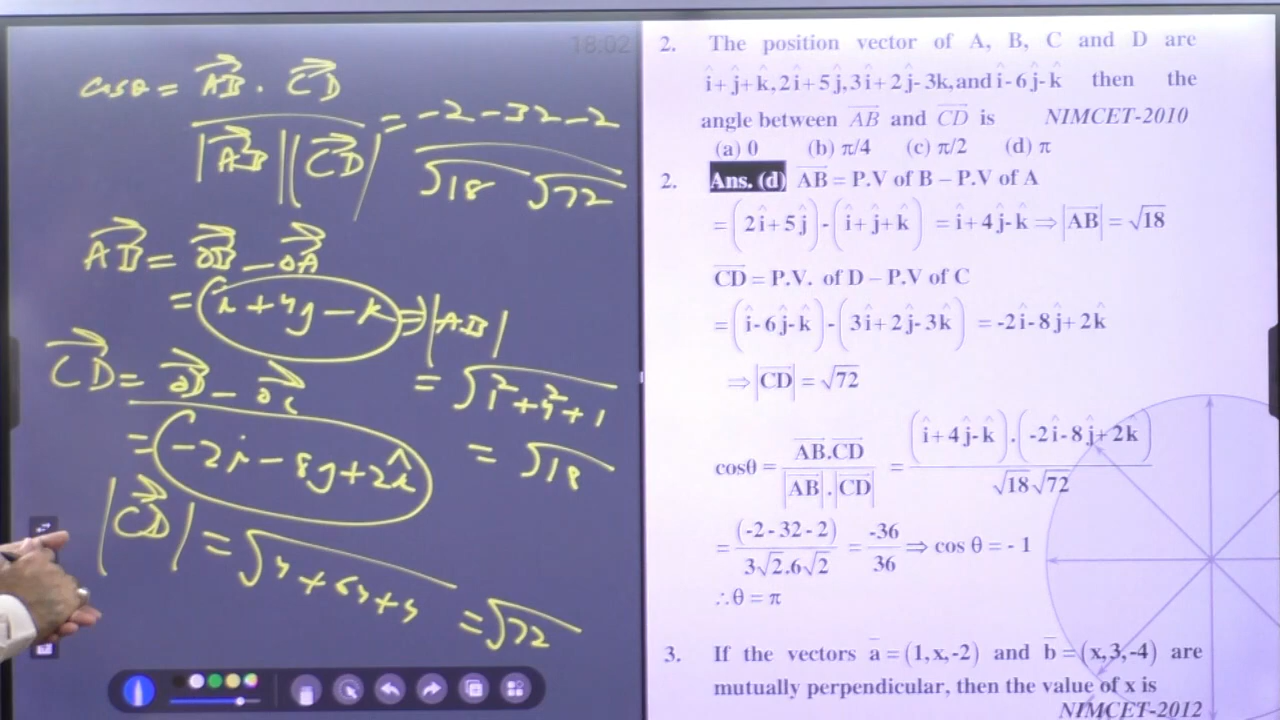 18:02
cosθ = AB⃗ . CD⃗ / |AB⃗||CD⃗| = -2-32-2 / √18 √72
AB⃗ = OB⃗ - OA⃗
= (i + 4j - k) ⇒ |AB|
= √1²+4²+1
= √18
CD⃗ = OD⃗ - OC⃗
= (-2i - 8j + 2k̂)
|CD⃗| = √4+64+4 = √72
2. The position vector of A, B, C and D are
î+ĵ+k̂, 2î+5ĵ, 3î+2ĵ-3k̂, and î-6ĵ-k̂ then the
angle between AB⃗ and CD⃗ is NIMCET-2010
(a) 0 (b) π/4 (c) π/2 (d) π
2. Ans. (d) AB⃗ = P.V of B – P.V of A
= (2î+5ĵ) - (î+ĵ+k̂) = î+4ĵ-k̂ ⇒ |AB⃗| = √18
CD⃗ = P.V. of D – P.V of C
= (î-6ĵ-k̂) - (3î+2ĵ-3k̂) = -2î-8ĵ+2k̂
⇒ |CD⃗| = √72
cosθ = AB⃗.CD⃗ / |AB⃗|.|CD⃗| = (î+4ĵ-k̂).(-2î-8ĵ+2k̂) / √18√72
= (-2-32-2) / 3√2.6√2 = -36 / 36 ⇒ cos θ = - 1
∴θ = π
3. If the vectors a̅ = (1,x,-2) and b̅ = (x,3,-4) are
mutually perpendicular, then the value of x is
NIMCET-2012